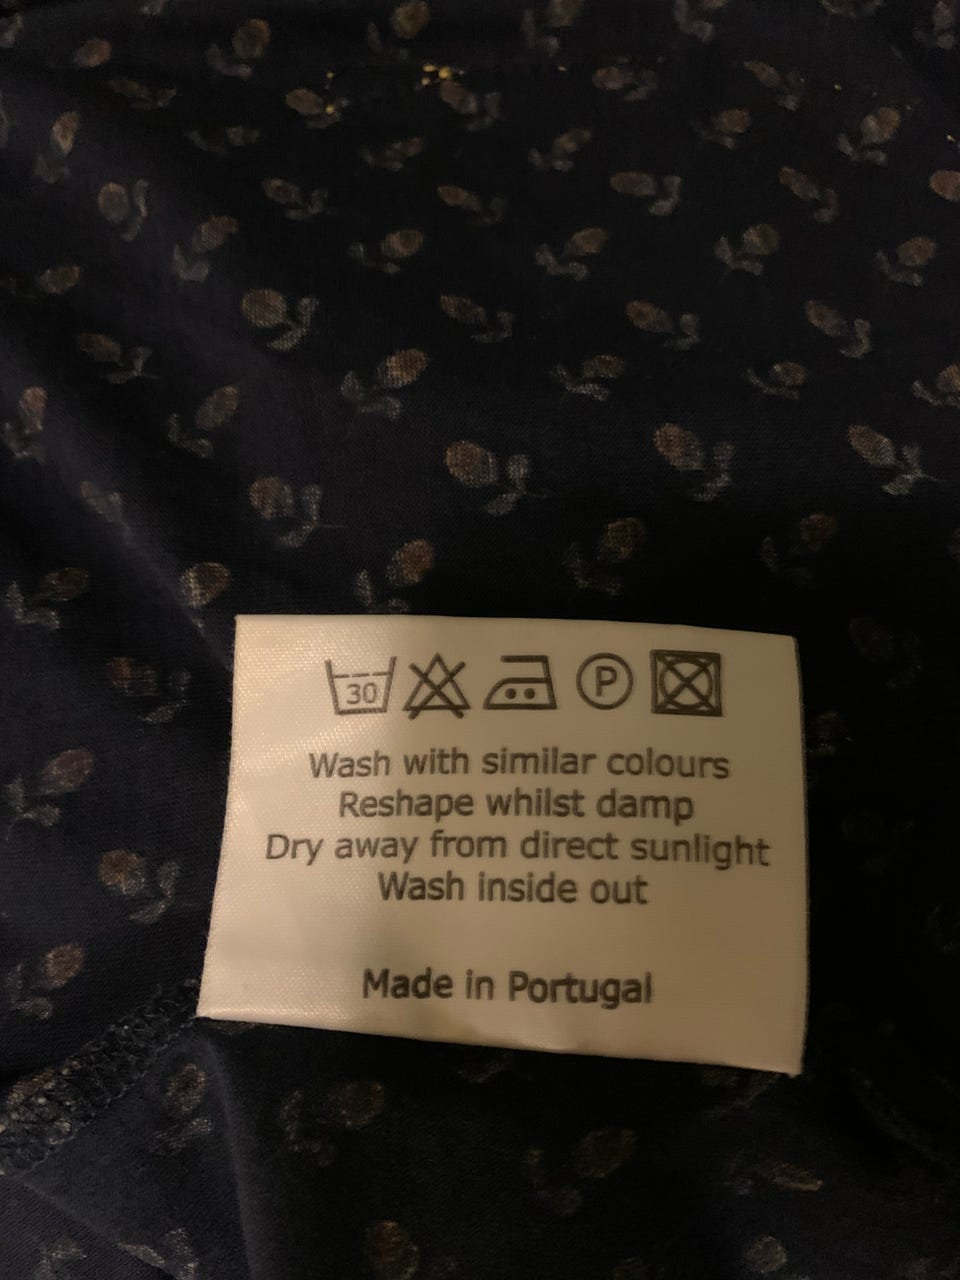 30 P
Wash with similar colours
Reshape whilst damp
Dry away from direct sunlight
Wash inside out
Made in Portugal